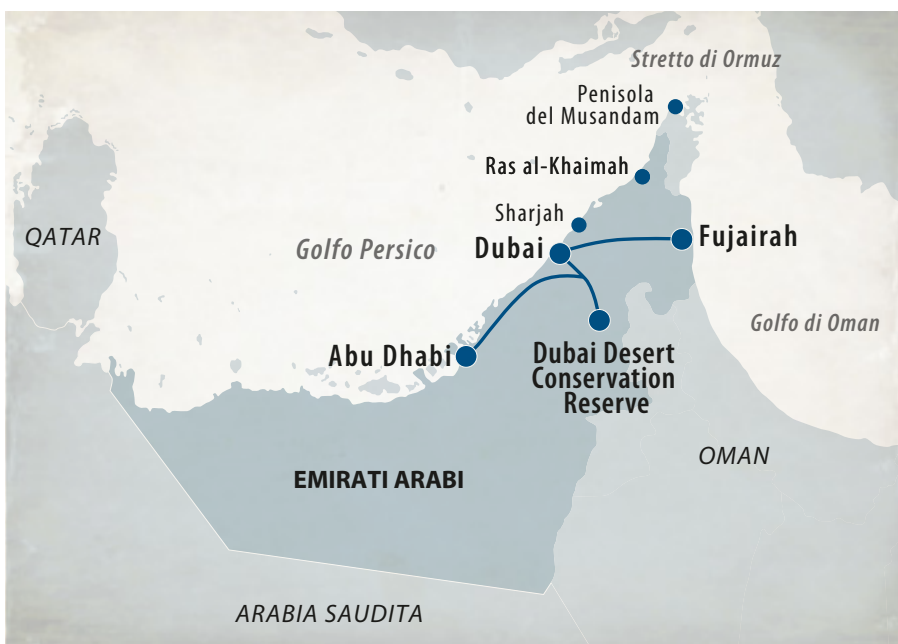 Stretto di Ormuz
Penisola
del Musandam
Ras al-Khaimah
Sharjah
QATAR
Golfo Persico
Dubai
Fujairah
Golfo di Oman
Abu Dhabi
Dubai Desert
Conservation
Reserve
OMAN
EMIRATI ARABI
ARABIA SAUDITA